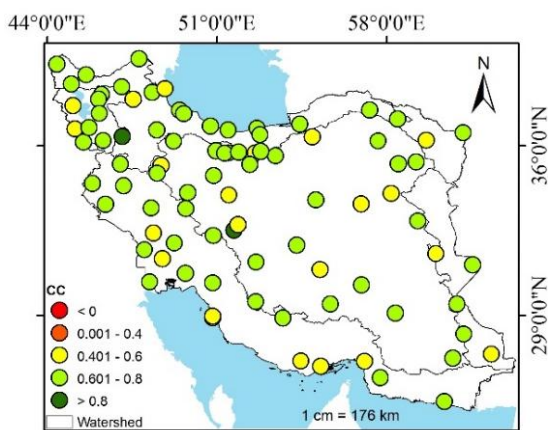 44°0'0"E 51°0'0"E 58°0'0"E
N
36°0'0"N
29°0'0"N
CC
< 0
0.001 - 0.4
0.401 - 0.6
0.601 - 0.8
> 0.8
Watershed
1 cm = 176 km